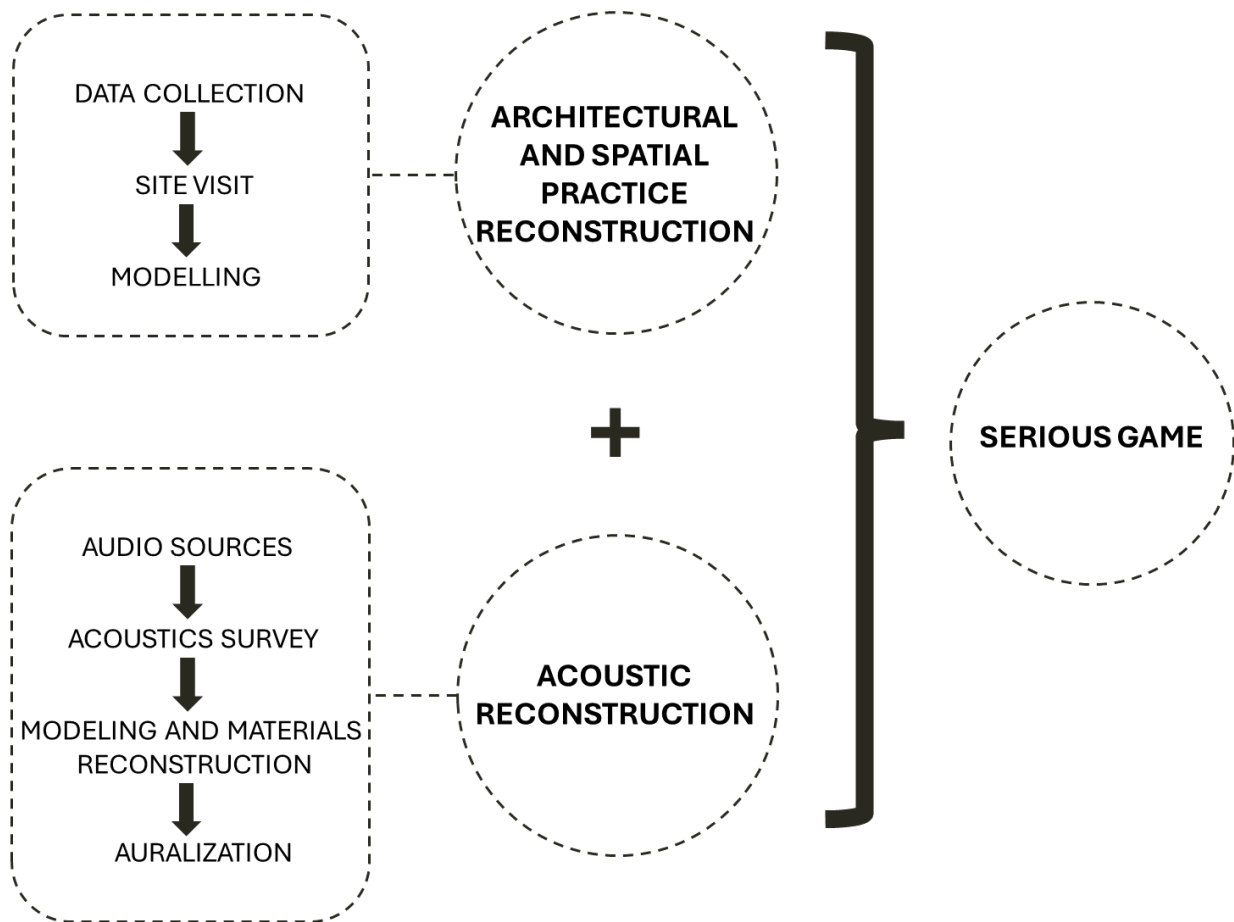 DATA COLLECTION
SITE VISIT
MODELLING
ARCHITECTURAL
AND SPATIAL
PRACTICE
RECONSTRUCTION
+
AUDIO SOURCES
ACOUSTICS SURVEY
MODELING AND MATERIALS
RECONSTRUCTION
AURALIZATION
ACOUSTIC
RECONSTRUCTION
SERIOUS GAME